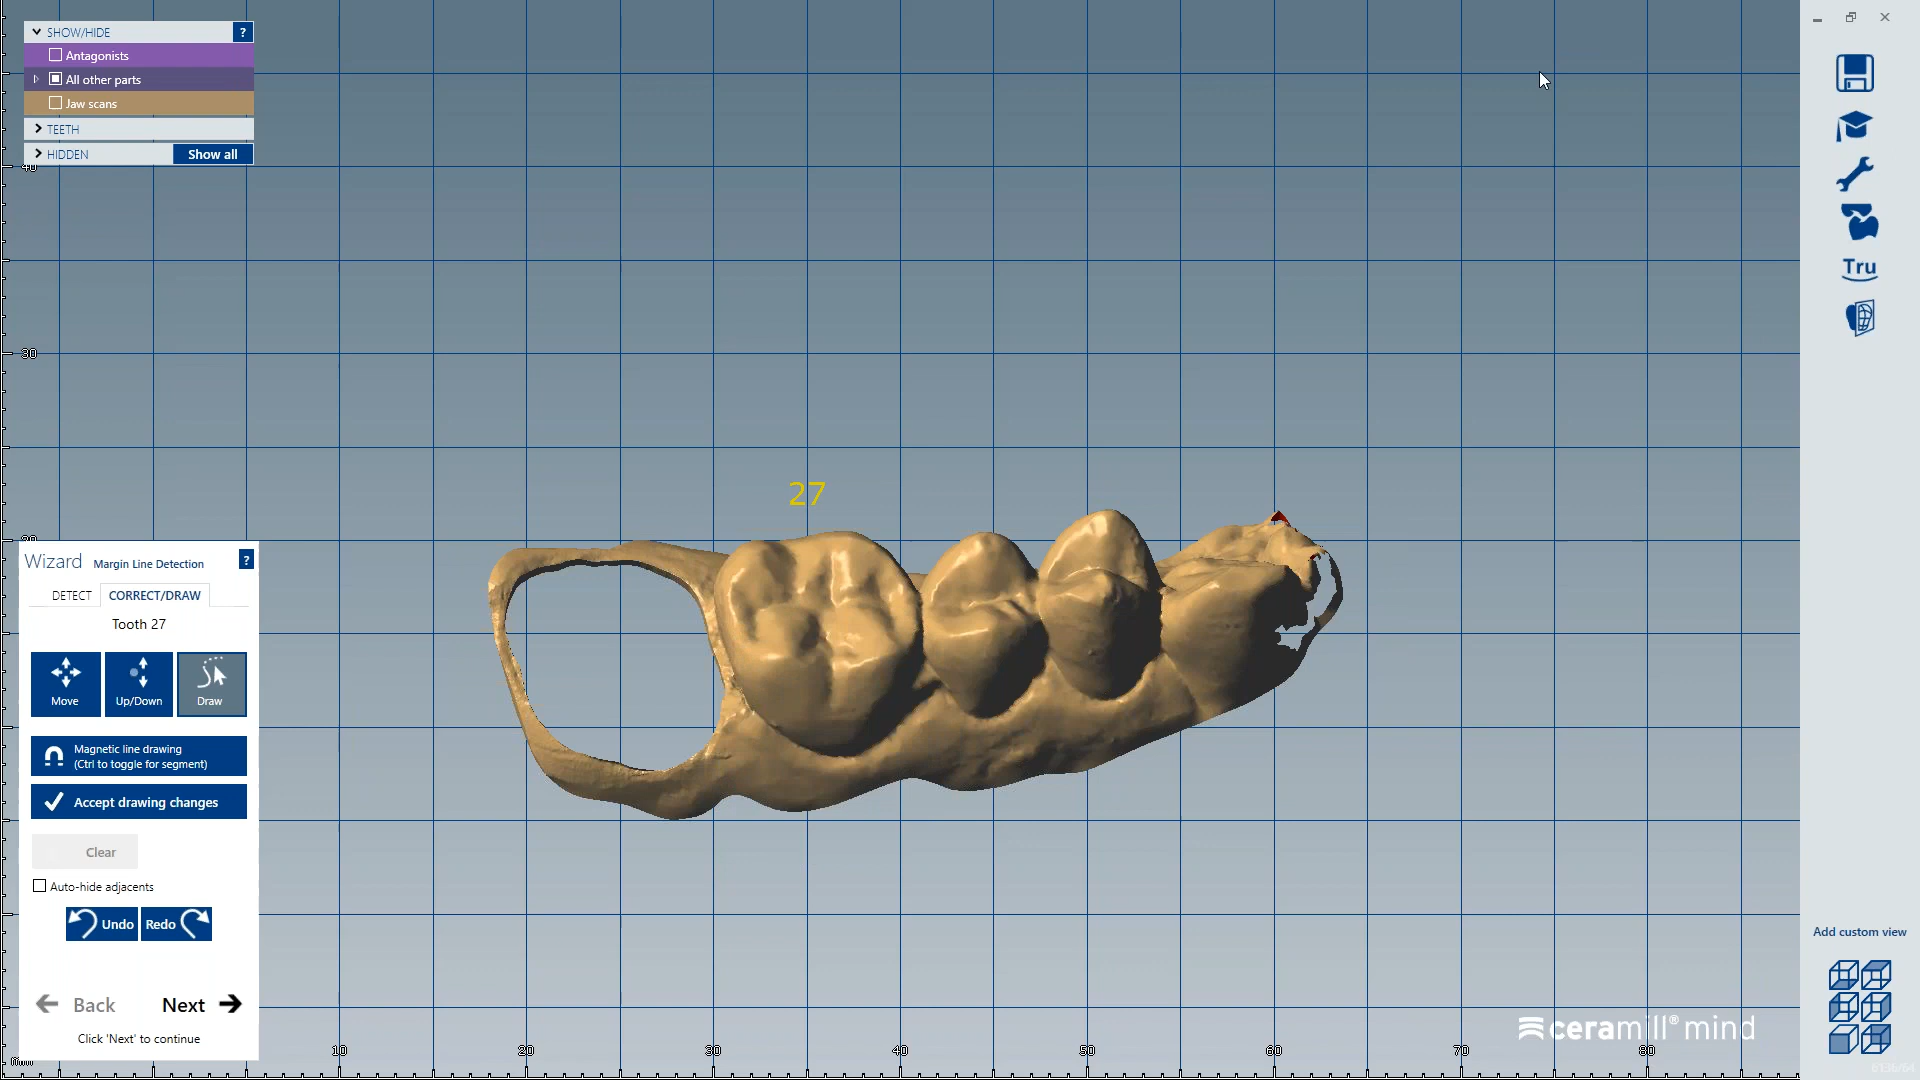 SHOW/HIDE ?
Antagonists
All other parts
Jaw scans
TEETH
HIDDEN Show all
40
30
20
27
Tru
Wizard Margin Line Detection ?
DETECT CORRECT/DRAW
Tooth 27
Move Up/Down Draw
Magnetic line drawing
(Ctrl to toggle for segment)
Accept drawing changes
Clear
Auto-hide adjacents
Undo Redo
Back Next
Click 'Next' to continue
Add custom view
ceramill® mind
mm 10 20 30 40 50 60 70 80